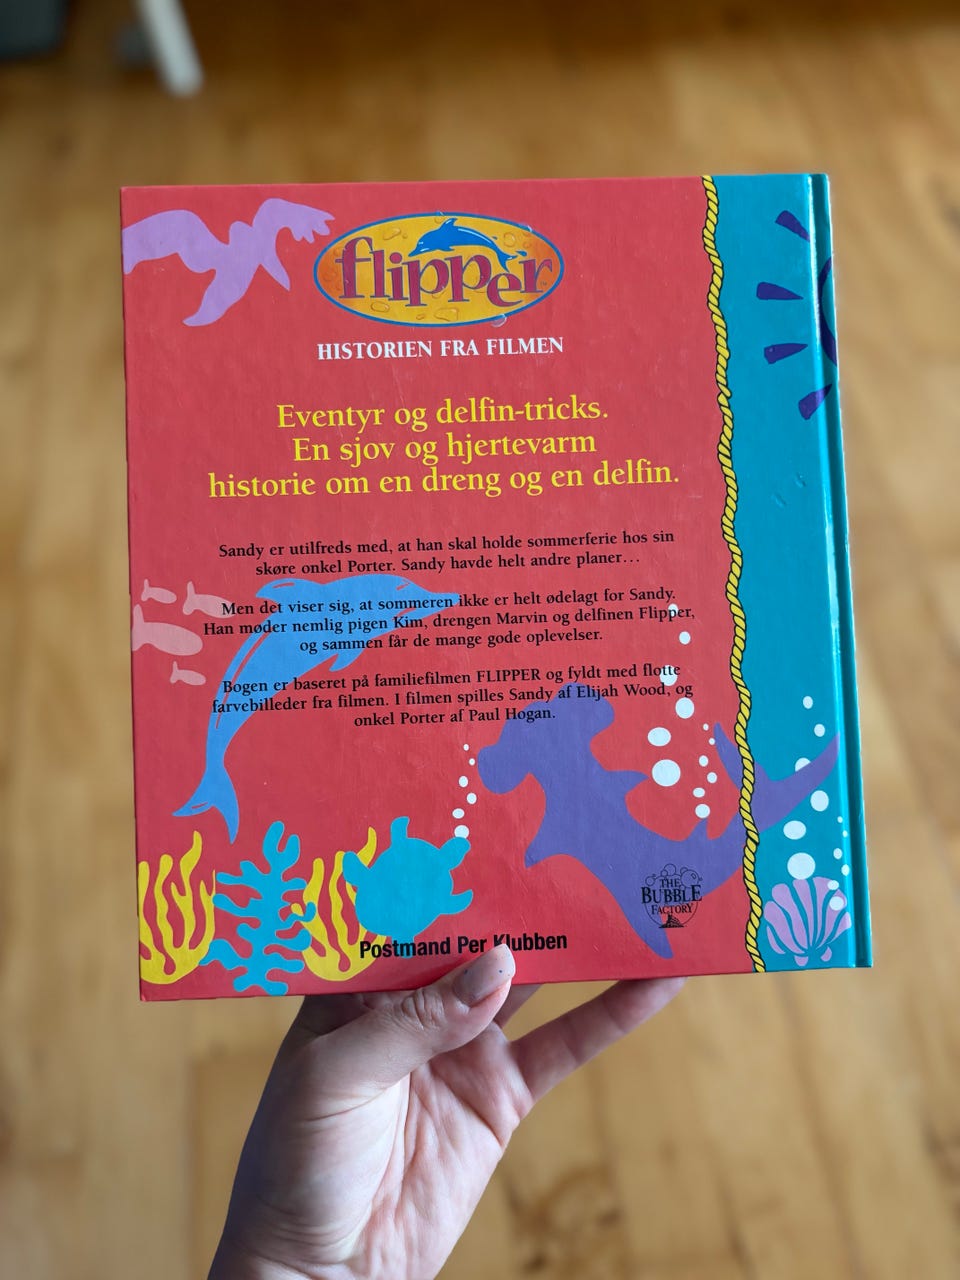 flipper™
HISTORIEN FRA FILMEN
Eventyr og delfin-tricks.
En sjov og hjertevarm
historie om en dreng og en delfin.
Sandy er utilfreds med, at han skal holde sommerferie hos sin
skøre onkel Porter. Sandy havde helt andre planer…
Men det viser sig, at sommeren ikke er helt ødelagt for Sandy.
Han møder nemlig pigen Kim, drengen Marvin og delfinen Flipper,
og sammen får de mange gode oplevelser.
Bogen er baseret på familiefilmen FLIPPER og fyldt med flotte
farvebilleder fra filmen. I filmen spilles Sandy af Elijah Wood, og
onkel Porter af Paul Hogan.
THE
BUBBLE
FACTORY
Postmand Per Klubben